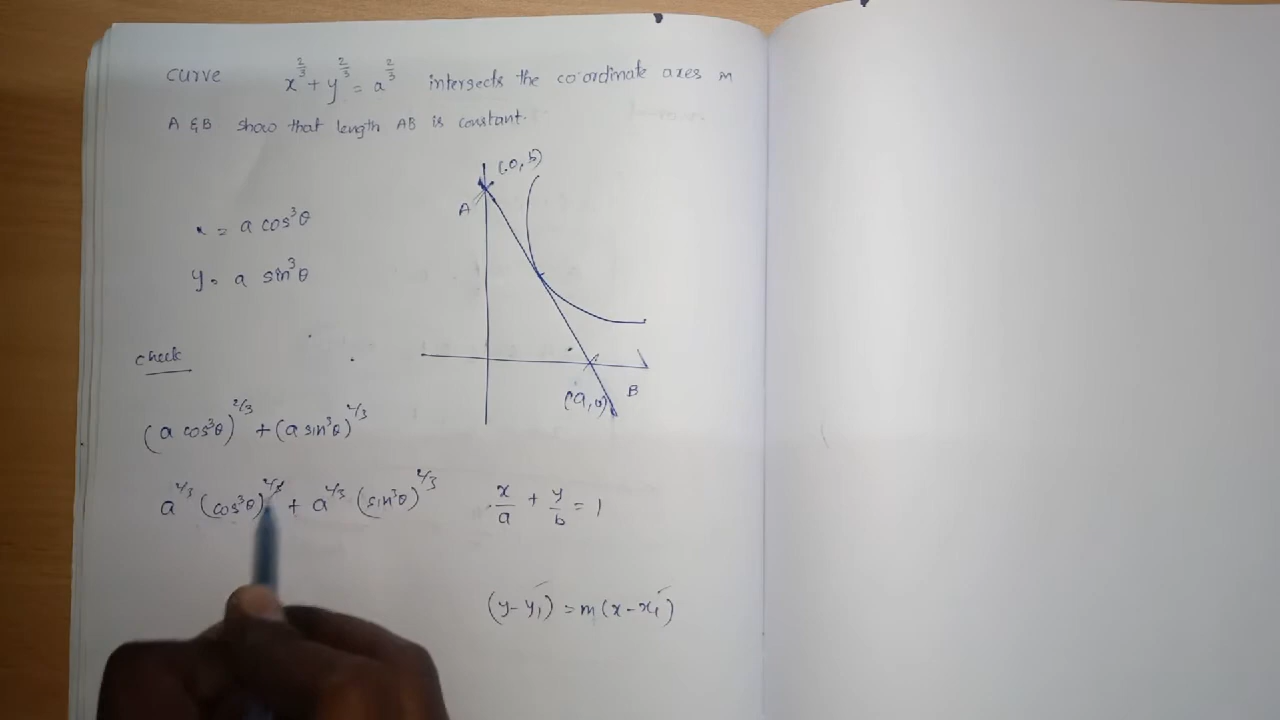 curve x^{2/3} + y^{2/3} = a^{2/3} intersects the coordinate axes in
A & B show that length AB is constant.
(0, b)
A
x = a cos³θ
y = a sin³θ
check
B
(a, 0)
(a cos³θ)^{2/3} + (a sin³θ)^{2/3}
a^{2/3} (cos³θ)^{2/3} + a^{2/3} (sin³θ)^{2/3}
x/a + y/b = 1
(y - y₁) = m(x - x₁)